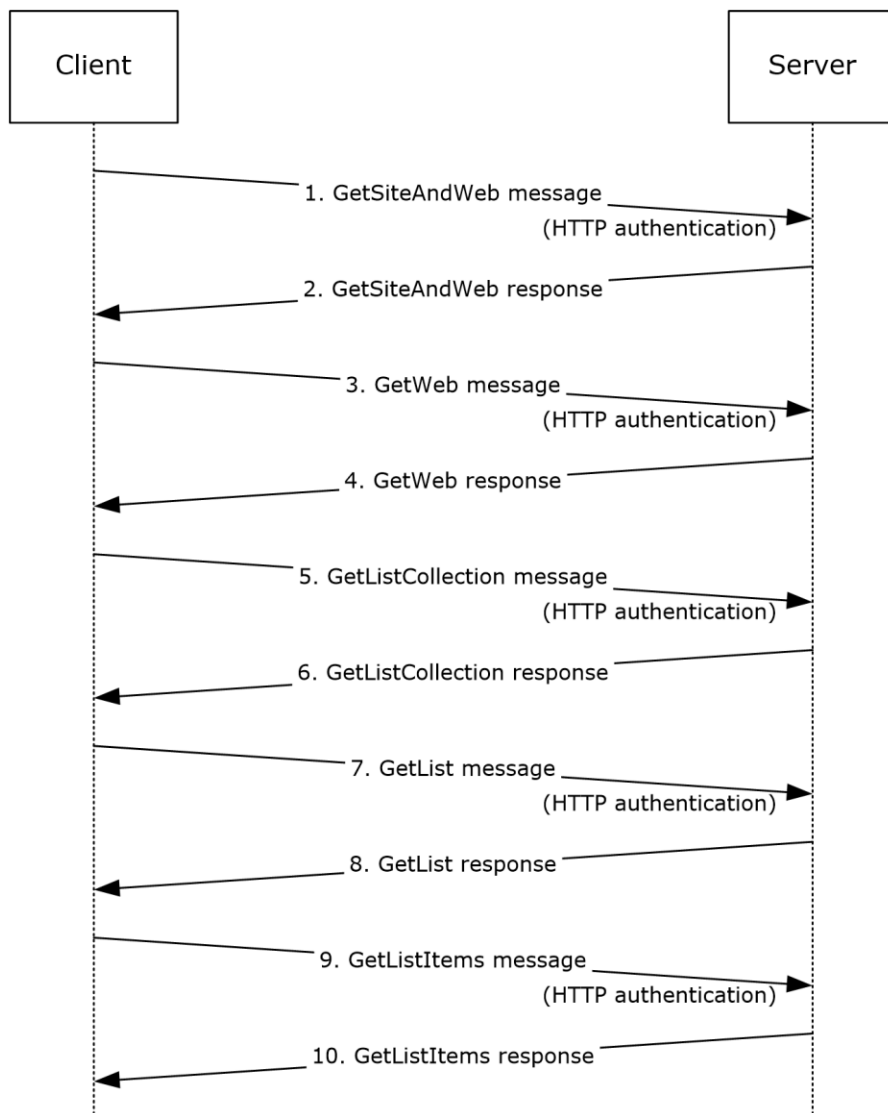 Client
Server
1. GetSiteAndWeb message
(HTTP authentication)
2. GetSiteAndWeb response
3. GetWeb message
(HTTP authentication)
4. GetWeb response
5. GetListCollection message
(HTTP authentication)
6. GetListCollection response
7. GetList message
(HTTP authentication)
8. GetList response
9. GetListItems message
(HTTP authentication)
10. GetListItems response